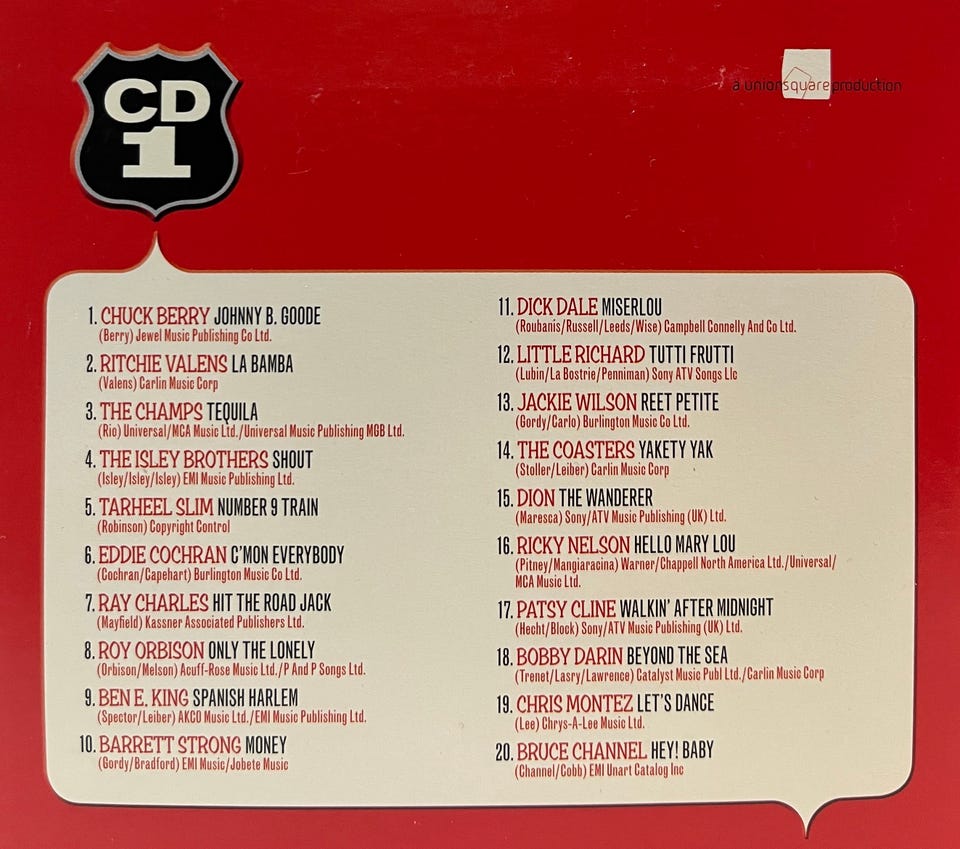 CD
1
a unionsquareproduction
1. CHUCK BERRY JOHNNY B. GOODE
(Berry) Jewel Music Publishing Co Ltd.
2. RITCHIE VALENS LA BAMBA
(Valens) Carlin Music Corp
3. THE CHAMPS TEQUILA
(Rio) Universal/MCA Music Ltd./Universal Music Publishing MGB Ltd.
4. THE ISLEY BROTHERS SHOUT
(Isley/Isley/Isley) EMI Music Publishing Ltd.
5. TARHEEL SLIM NUMBER 9 TRAIN
(Robinson) Copyright Control
6. EDDIE COCHRAN C'MON EVERYBODY
(Cochran/Capehart) Burlington Music Co Ltd.
7. RAY CHARLES HIT THE ROAD JACK
(Mayfield) Kassner Associated Publishers Ltd.
8. ROY ORBISON ONLY THE LONELY
(Orbison/Melson) Acuff-Rose Music Ltd./P And P Songs Ltd.
9. BEN E. KING SPANISH HARLEM
(Spector/Leiber) AKCO Music Ltd./EMI Music Publishing Ltd.
10. BARRETT STRONG MONEY
(Gordy/Bradford) EMI Music/Jobete Music
11. DICK DALE MISERLOU
(Roubanis/Russell/Leeds/Wise) Campbell Connelly And Co Ltd.
12. LITTLE RICHARD TUTTI FRUTTI
(Lubin/La Bostrie/Penniman) Sony ATV Songs Llc
13. JACKIE WILSON REET PETITE
(Gordy/Carlo) Burlington Music Co Ltd.
14. THE COASTERS YAKETY YAK
(Stoller/Leiber) Carlin Music Corp
15. DION THE WANDERER
(Maresca) Sony/ATV Music Publishing (UK) Ltd.
16. RICKY NELSON HELLO MARY LOU
(Pitney/Mangiaracina) Warner/Chappell North America Ltd./Universal/
MCA Music Ltd.
17. PATSY CLINE WALKIN' AFTER MIDNIGHT
(Hecht/Block) Sony/ATV Music Publishing (UK) Ltd.
18. BOBBY DARIN BEYOND THE SEA
(Trenet/Lasry/Lawrence) Catalyst Music Publ Ltd./Carlin Music Corp
19. CHRIS MONTEZ LET'S DANCE
(Lee) Chrys-A-Lee Music Ltd.
20. BRUCE CHANNEL HEY! BABY
(Channel/Cobb) EMI Unart Catalog Inc